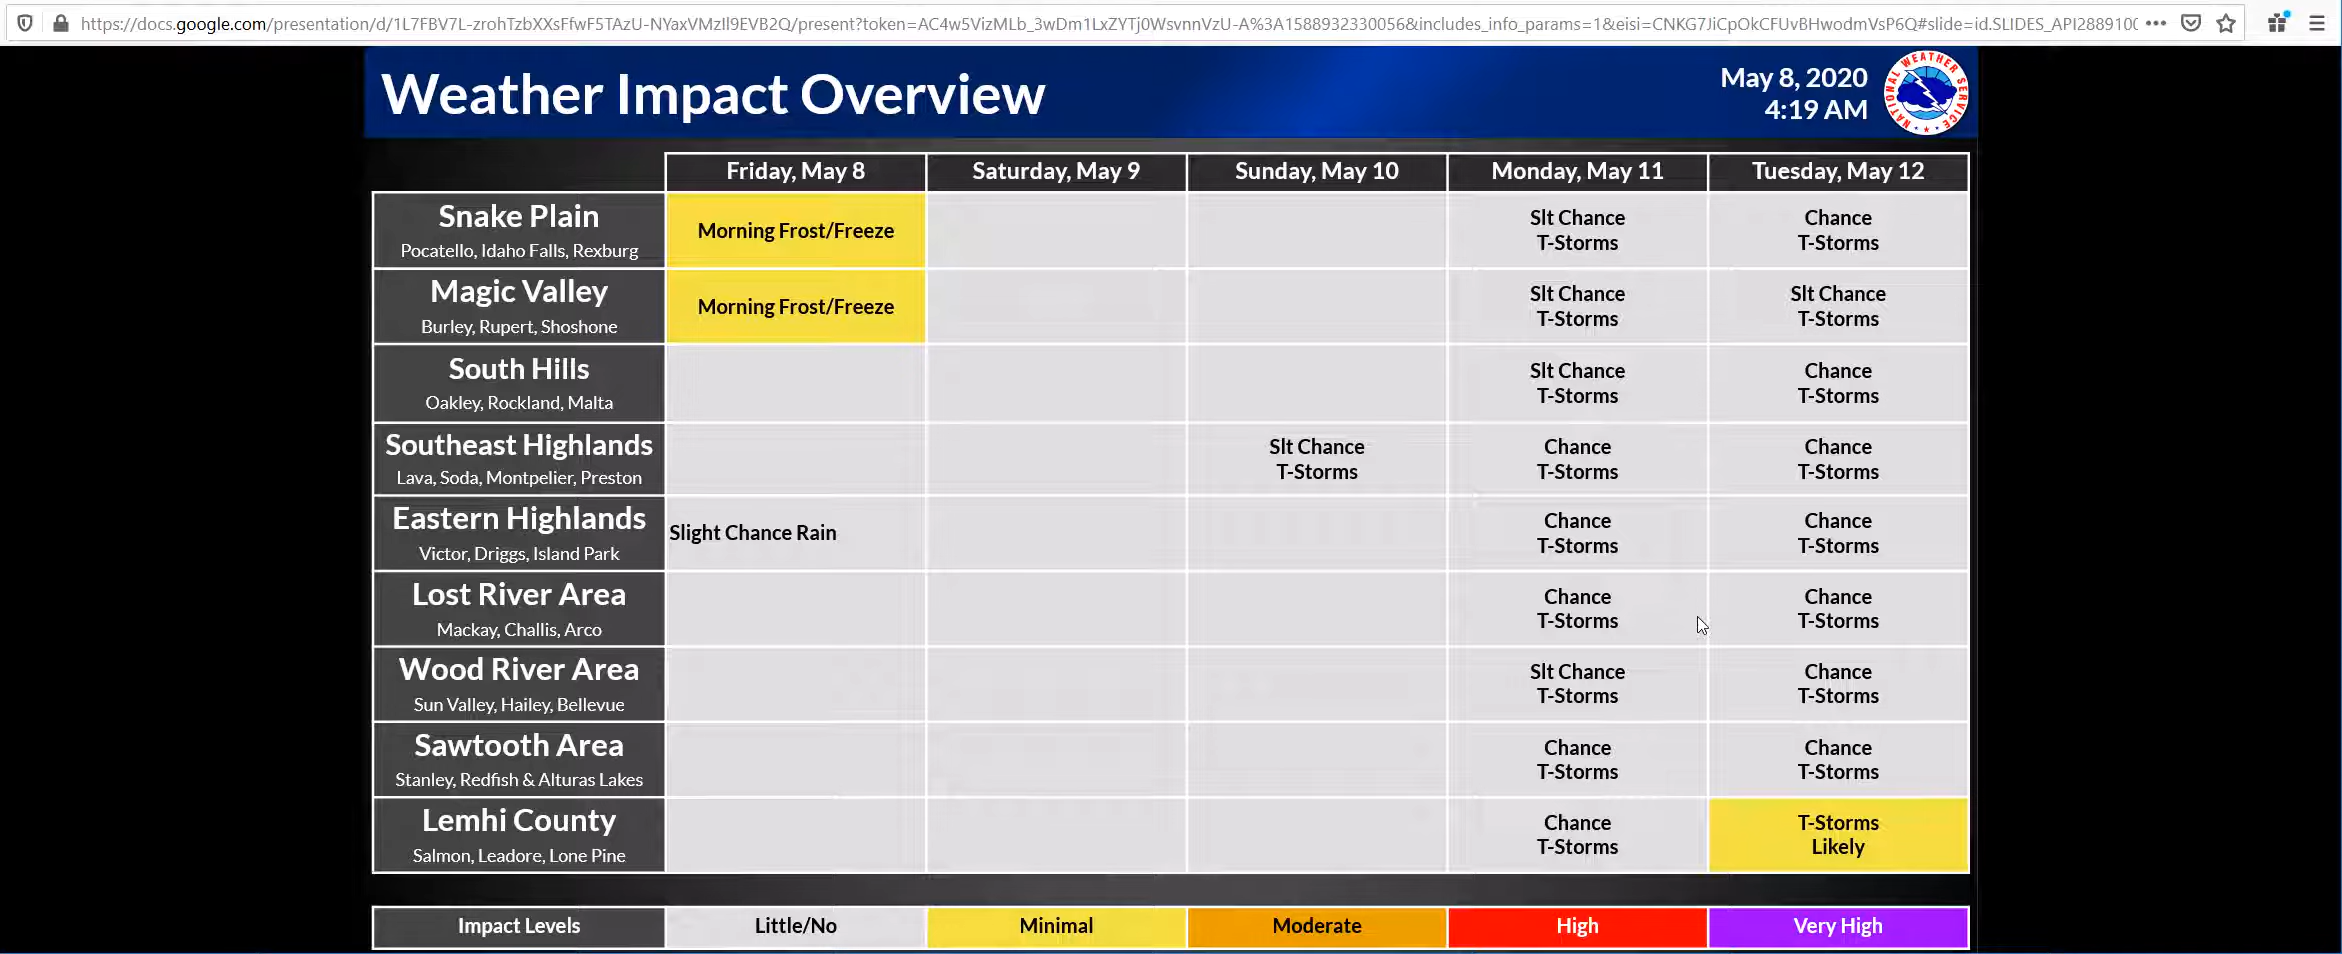 https://docs.google.com/presentation/d/1L7FBV7L-zrohTzbXXsFfwF5TAzU-NYaxVMzIl9EVB2Q/present?token=AC4w5VizMLb_3wDm1LxZYTj0WsvnnVzU-A%3A1588932330056&includes_info_params=1&eisi=CNKG7JiCpOkCFUvBHwodmVsP6Q#slide=id.SLIDES_API2889100
Weather Impact Overview
May 8, 2020
4:19 AM
NATIONAL WEATHER SERVICE
Friday, May 8 Saturday, May 9 Sunday, May 10 Monday, May 11 Tuesday, May 12
Snake Plain
Pocatello, Idaho Falls, Rexburg
Morning Frost/Freeze
Slt Chance
T-Storms
Chance
T-Storms
Magic Valley
Burley, Rupert, Shoshone
Morning Frost/Freeze
Slt Chance
T-Storms
Slt Chance
T-Storms
South Hills
Oakley, Rockland, Malta
Slt Chance
T-Storms
Chance
T-Storms
Southeast Highlands
Lava, Soda, Montpelier, Preston
Slt Chance
T-Storms
Chance
T-Storms
Chance
T-Storms
Eastern Highlands
Victor, Driggs, Island Park
Slight Chance Rain
Chance
T-Storms
Chance
T-Storms
Lost River Area
Mackay, Challis, Arco
Chance
T-Storms
Chance
T-Storms
Wood River Area
Sun Valley, Hailey, Bellevue
Slt Chance
T-Storms
Chance
T-Storms
Sawtooth Area
Stanley, Redfish & Alturas Lakes
Chance
T-Storms
Chance
T-Storms
Lemhi County
Salmon, Leadore, Lone Pine
Chance
T-Storms
T-Storms
Likely
Impact Levels Little/No Minimal Moderate High Very High